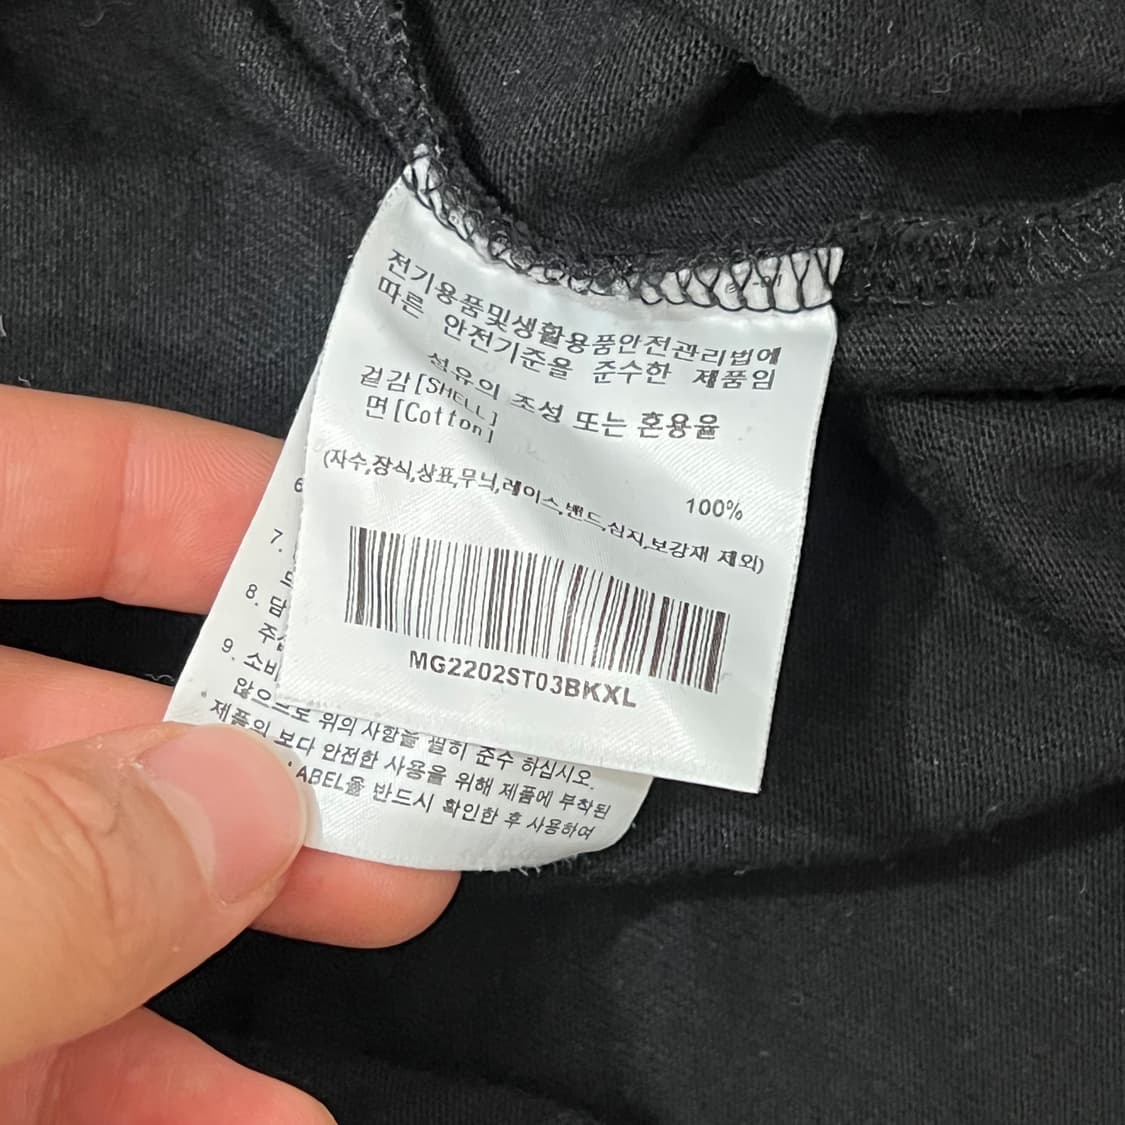 전기용품및생활용품안전관리법에
따른 안전기준을 준수한 제품임
섬유의 조성 또는 혼용율
겉감[SHELL]
면[Cotton]
100%
(자수,장식,상표,무늬,레이스,밴드,심지,보강재 제외)
MG2202ST03BKXL
6
7.
8.
9. 소비
않으므로 위의 사항을 필히 준수 하십시오.
제품의 보다 안전한 사용을 위해 제품에 부착된
ABEL을 반드시 확인한 후 사용하여